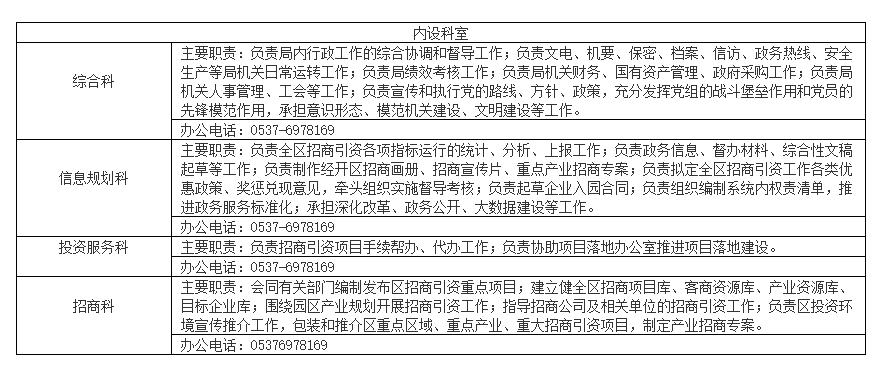 内设科室
综合科
主要职责：负责局内行政工作的综合协调和督导工作；负责文电、机要、保密、档案、信访、政务热线、安全
生产等局机关日常运转工作；负责局绩效考核工作；负责局机关财务、国有资产管理、政府采购工作；负责局
机关人事管理、工会等工作；负责宣传和执行党的路线、方针、政策，充分发挥党组的战斗堡垒作用和党员的
先锋模范作用，承担意识形态、模范机关建设、文明建设等工作。
办公电话：0537-6978169
信息规划科
主要职责：负责全区招商引资各项指标运行的统计、分析、上报工作；负责政务信息、督办材料、综合性文稿
起草等工作；负责制作经开区招商画册、招商宣传片、重点产业招商专案；负责拟定全区招商引资工作各类优
惠政策、奖惩兑现意见，牵头组织实施督导考核；负责起草企业入园合同；负责组织编制系统内权责清单，推
进政务服务标准化；承担深化改革、政务公开、大数据建设等工作。
办公电话：0537-6978169
投资服务科
主要职责：负责招商引资项目手续帮办、代办工作；负责协助项目落地办公室推进项目落地建设。
办公电话：0537-6978169
招商科
主要职责：会同有关部门编制发布区招商引资重点项目；建立健全区招商项目库、客商资源库、产业资源库、
目标企业库；围绕园区产业规划开展招商引资工作；指导招商公司及相关单位的招商引资工作；负责区投资环
境宣传推介工作，包装和推介区重点区域、重点产业、重大招商引资项目，制定产业招商专案。
办公电话：05376978169